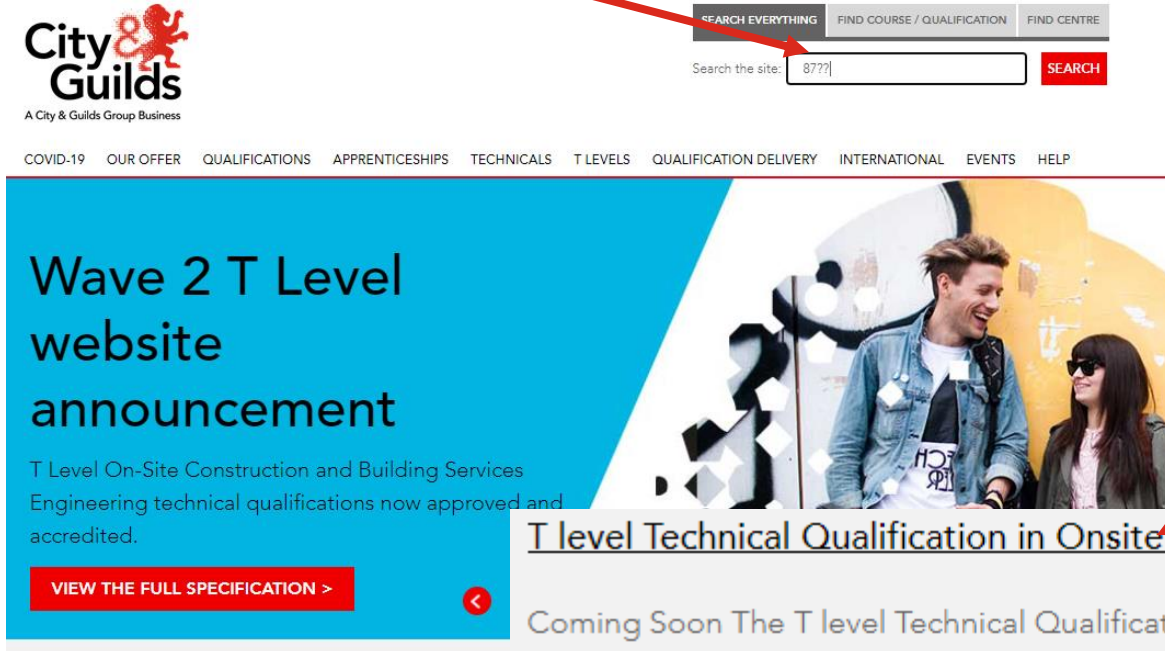 City&
Guilds
A City & Guilds Group Business
SEARCH EVERYTHING FIND COURSE / QUALIFICATION FIND CENTRE
Search the site: 87?? SEARCH
COVID-19 OUR OFFER QUALIFICATIONS APPRENTICESHIPS TECHNICALS T LEVELS QUALIFICATION DELIVERY INTERNATIONAL EVENTS HELP
Wave 2 T Level
website
announcement
T Level On-Site Construction and Building Services
Engineering technical qualifications now approved and
accredited.
VIEW THE FULL SPECIFICATION >
T level Technical Qualification in Onsite
Coming Soon The T level Technical Qualificat